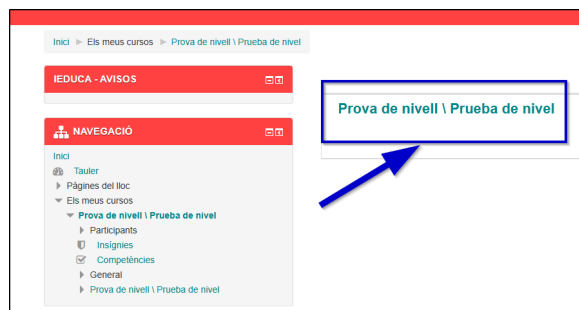 Inici Els meus cursos Prova de nivell \ Prueba de nivel
IEDUCA - AVISOS
NAVEGACIÓ
Inici
Tauler
Pàgines del lloc
Els meus cursos
Prova de nivell \ Prueba de nivel
Participants
Insígnies
Competències
General
Prova de nivell \ Prueba de nivel
Prova de nivell \ Prueba de nivel